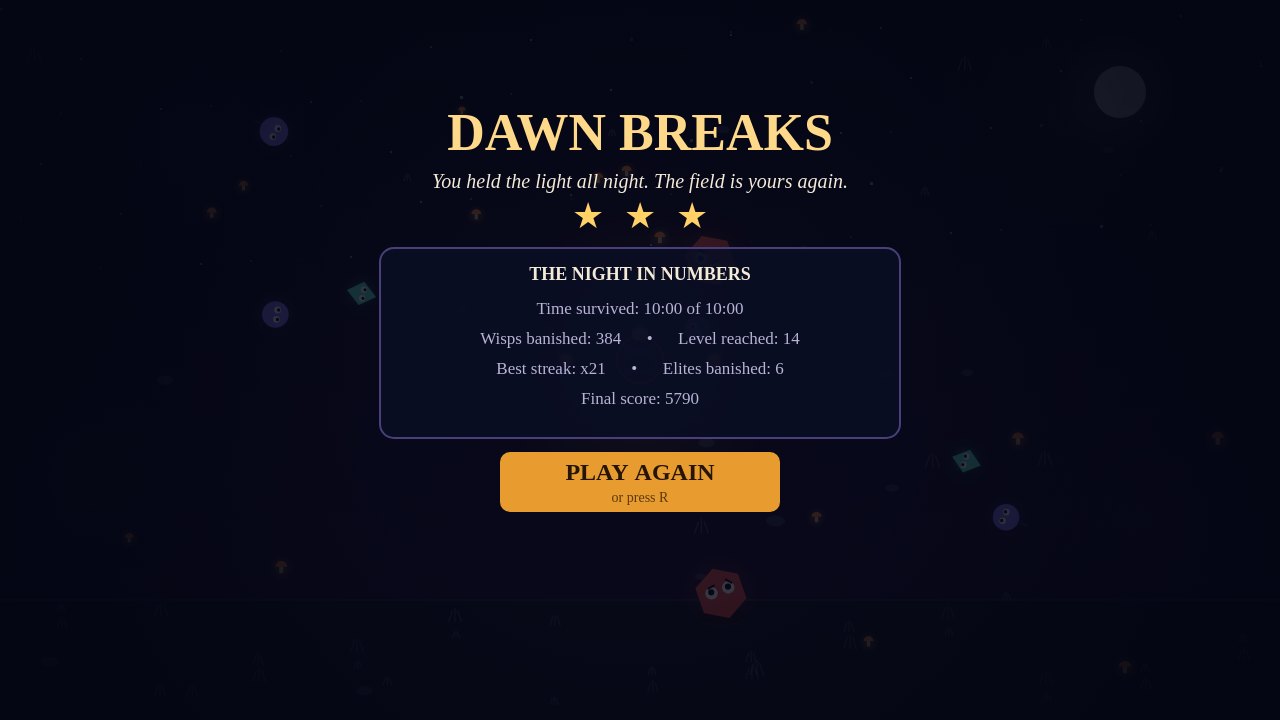 DAWN BREAKS
You held the light all night. The field is yours again.
★ ★ ★
THE NIGHT IN NUMBERS
Time survived: 10:00 of 10:00
Wisps banished: 384 • Level reached: 14
Best streak: x21 • Elites banished: 6
Final score: 5790
PLAY AGAIN
or press R